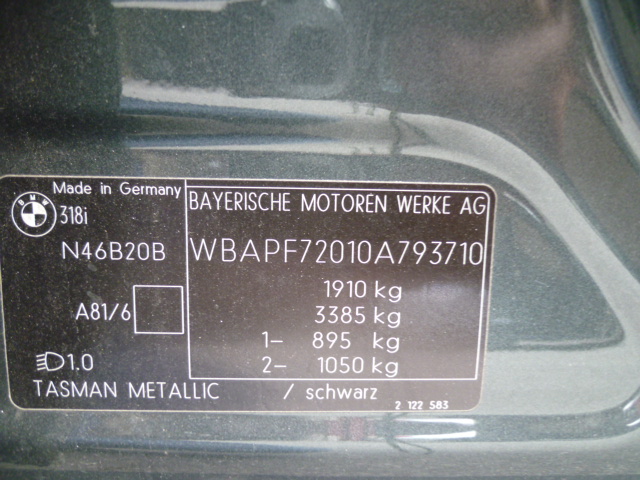 Made in Germany
BMW
318i
N46B20B
A81/6
1.0
BAYERISCHE MOTOREN WERKE AG
WBAPF72010A793710
1910 kg
3385 kg
1- 895 kg
2- 1050 kg
TASMAN METALLIC / schwarz
2 122 583